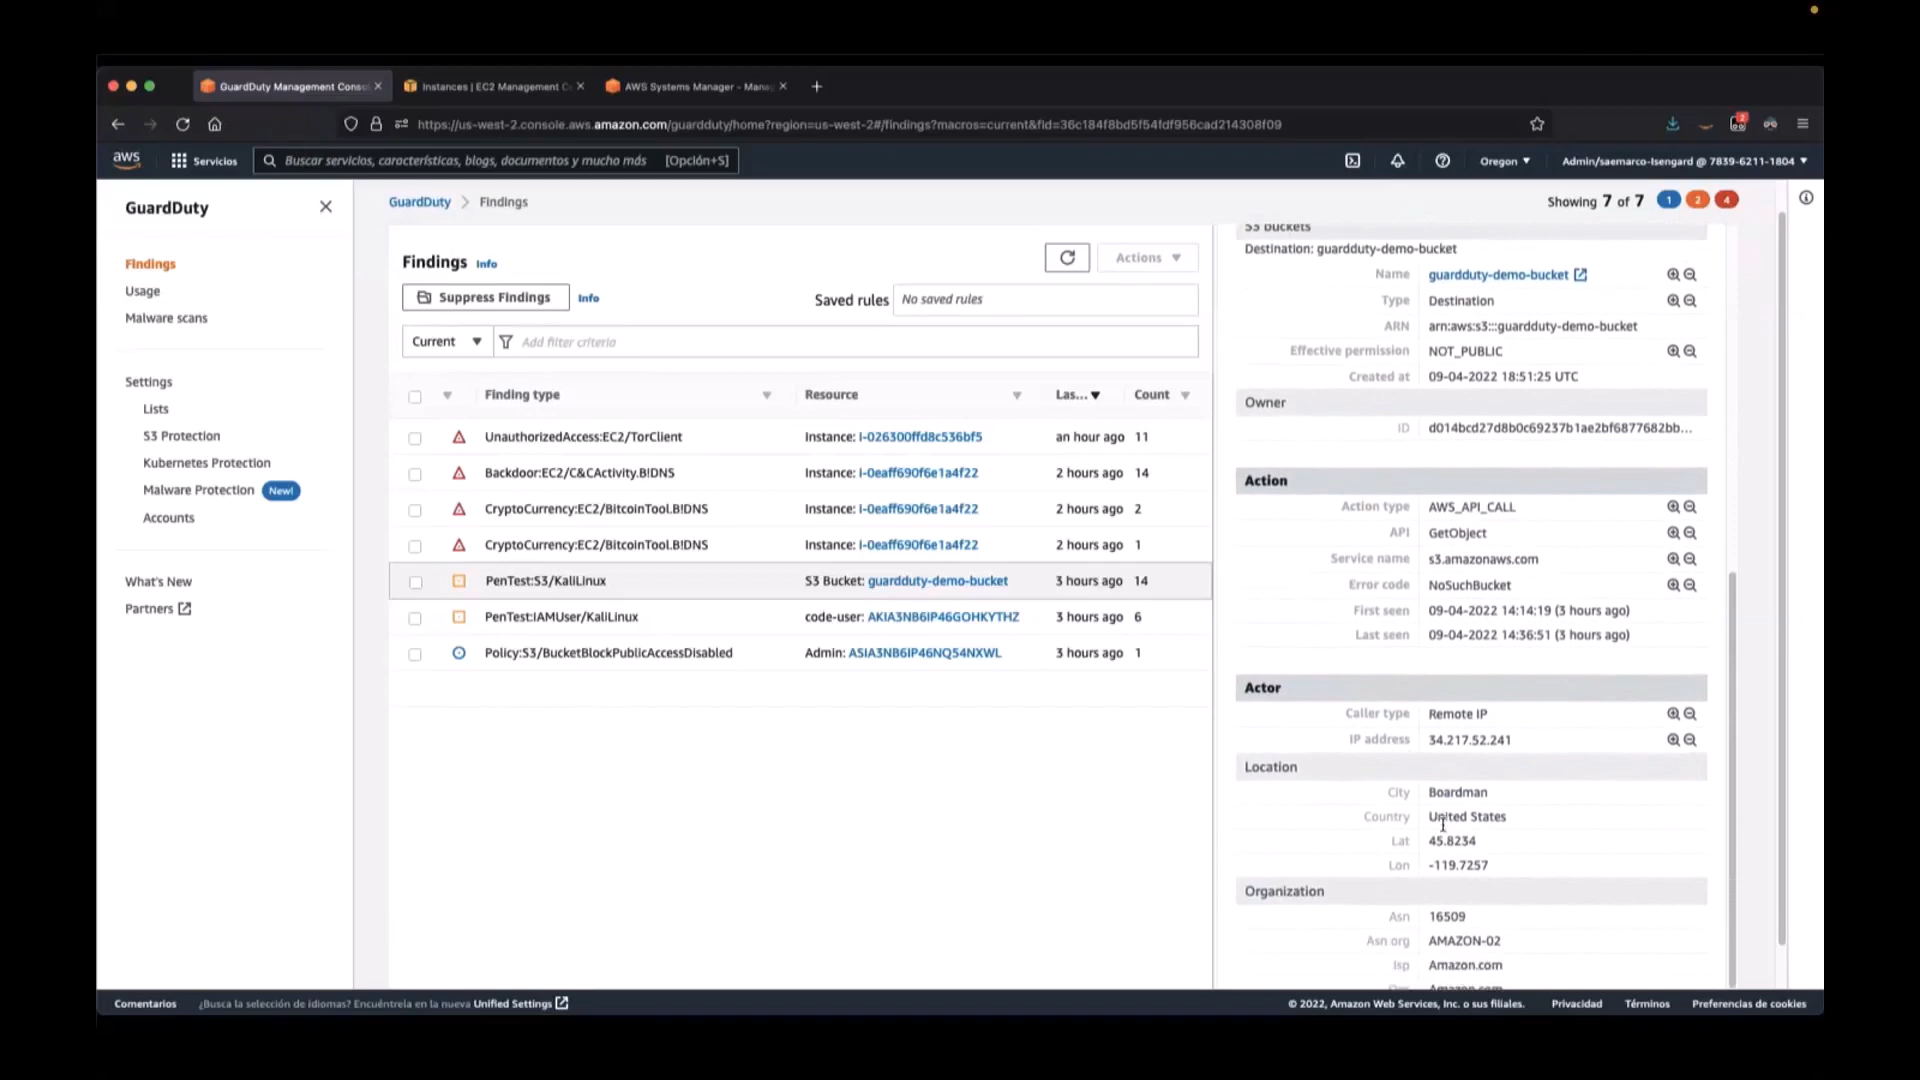 GuardDuty Management Conso
Instances | EC2 Management C
AWS Systems Manager - Mana
https://us-west-2.console.aws.amazon.com/guardduty/home?region=us-west-2#/findings?macros=current&fid=36c184f8bd5f54fdf956cad214308f09
2
aws
Servicios
Buscar servicios, características, blogs, documentos y mucho más
[Opción+S]
Oregon
Admin/saemarco-Isengard @ 7839-6211-1804
GuardDuty
Findings
Usage
Malware scans
Settings
Lists
S3 Protection
Kubernetes Protection
Malware Protection New!
Accounts
What's New
Partners
GuardDuty > Findings
Showing 7 of 7 1 2 4
Findings Info
Actions
Suppress Findings Info
Saved rules No saved rules
Current Add filter criteria
Finding type Resource Las... Count
UnauthorizedAccess:EC2/TorClient Instance: i-026300ffd8c536bf5 an hour ago 11
Backdoor:EC2/C&CActivity.B!DNS Instance: i-0eaff690f6e1a4f22 2 hours ago 14
CryptoCurrency:EC2/BitcoinTool.B!DNS Instance: i-0eaff690f6e1a4f22 2 hours ago 2
CryptoCurrency:EC2/BitcoinTool.B!DNS Instance: i-0eaff690f6e1a4f22 2 hours ago 1
PenTest:S3/KaliLinux S3 Bucket: guardduty-demo-bucket 3 hours ago 14
PenTest:IAMUser/KaliLinux code-user: AKIA3NB6IP46GOHKYTHZ 3 hours ago 6
Policy:S3/BucketBlockPublicAccessDisabled Admin: ASIA3NB6IP46NQ54NXWL 3 hours ago 1
S3 buckets
Destination: guardduty-demo-bucket
Name guardduty-demo-bucket
Type Destination
ARN arn:aws:s3:::guardduty-demo-bucket
Effective permission NOT_PUBLIC
Created at 09-04-2022 18:51:25 UTC
Owner
ID d014bcd27d8b0c69237b1ae2bf6877682bb...
Action
Action type AWS_API_CALL
API GetObject
Service name s3.amazonaws.com
Error code NoSuchBucket
First seen 09-04-2022 14:14:19 (3 hours ago)
Last seen 09-04-2022 14:36:51 (3 hours ago)
Actor
Caller type Remote IP
IP address 34.217.52.241
Location
City Boardman
Country United States
Lat 45.8234
Lon -119.7257
Organization
Asn 16509
Asn org AMAZON-02
Isp Amazon.com
Comentarios
¿Busca la selección de idiomas? Encuéntrela en la nueva Unified Settings
© 2022, Amazon Web Services, Inc. o sus filiales.
Privacidad
Términos
Preferencias de cookies